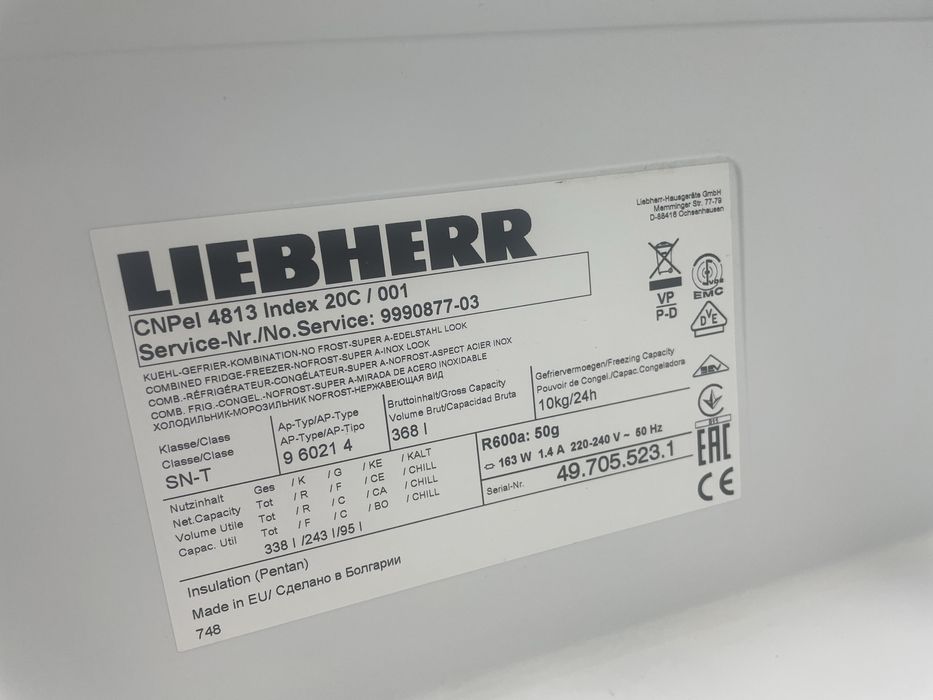 LIEBHERR
CNPel 4813 Index 20C / 001
Service-Nr./No.Service: 9990877-03
KUEHL-GEFRIER-KOMBINATION-NO FROST-SUPER A-EDELSTAHL LOOK
COMBINED FRIDGE-FREEZER-NOFROST-SUPER A-INOX LOOK
COMB.-RÉFRIGÉRATEUR-CONGÉLATEUR-SUPER A-NOFROST-ASPECT ACIER INOX
COMB. FRIG.-CONGEL.-NOFROST-SUPER A-MIRADA DE ACERO INOXIDABLE
ХОЛОДИЛЬНИК-МОРОЗИЛЬНИК NOFROST-НЕРЖАВЕЮЩАЯ ВИД
Liebherr-Hausgeräte GmbH
Memminger Str. 77-79
D-88416 Ochsenhausen
VP
P-D
VDE
EMC
DVE
SEV
Klasse/Class
Classe/Clase
SN-T
Ap-Typ/AP-Type
AP-Type/AP-Tipo
9 6021 4
Bruttoinhalt/Gross Capacity
Volume Brut/Capacidad Bruta
368 l
Gefriervermoegen/Freezing Capacity
Pouvoir de Congel./Capac.Congeladora
10kg/24h
Nutzinhalt Ges / K / G / KE / KALT
Net.Capacity Tot / R / F / CE / CHILL
Volume Utile Tot / R / C / CA / CHILL
Capac. Util Tot / F / C / BO / CHILL
338 l /243 l/95 l
R600a: 50g
163 W 1.4 A 220-240 V ~ 50 Hz
Serial-Nr. 49.705.523.1
EAC
CE
Insulation (Pentan)
Made in EU/ Сделано в Болгарии
748